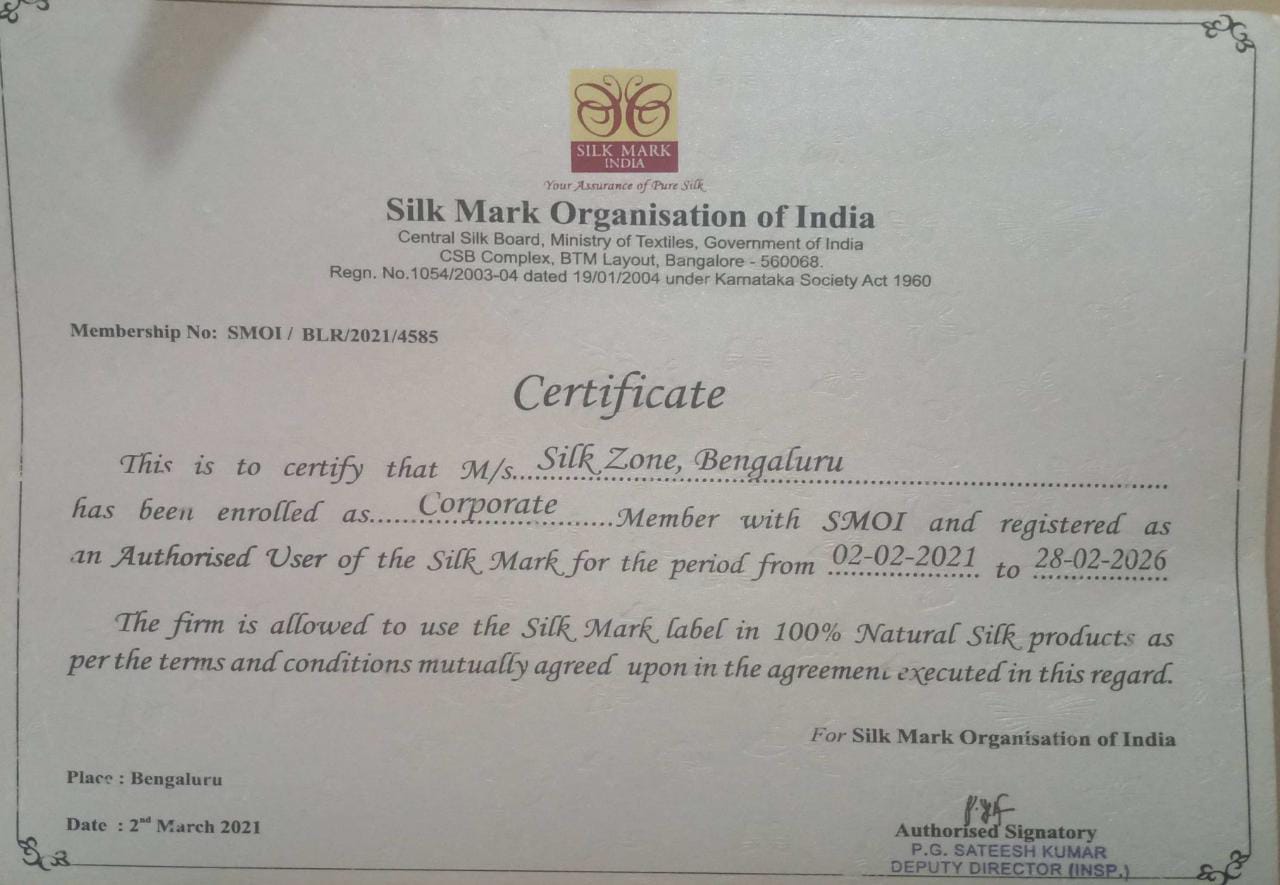 SILK MARK
INDIA
Your Assurance of Pure Silk
Silk Mark Organisation of India
Central Silk Board, Ministry of Textiles, Government of India
CSB Complex, BTM Layout, Bangalore - 560068.
Regn. No.1054/2003-04 dated 19/01/2004 under Karnataka Society Act 1960
Membership No: SMOI / BLR/2021/4585
Certificate
This is to certify that M/s...Silk Zone, Bengaluru
has been enrolled as......Corporate......Member with SMOI and registered as
an Authorised User of the Silk Mark for the period from 02-02-2021 to 28-02-2026
The firm is allowed to use the Silk Mark label in 100% Natural Silk products as
per the terms and conditions mutually agreed upon in the agreement executed in this regard.
For Silk Mark Organisation of India
Place : Bengaluru
Date : 2nd March 2021
Authorised Signatory
P.G. SATEESH KUMAR
DEPUTY DIRECTOR (INSP.)